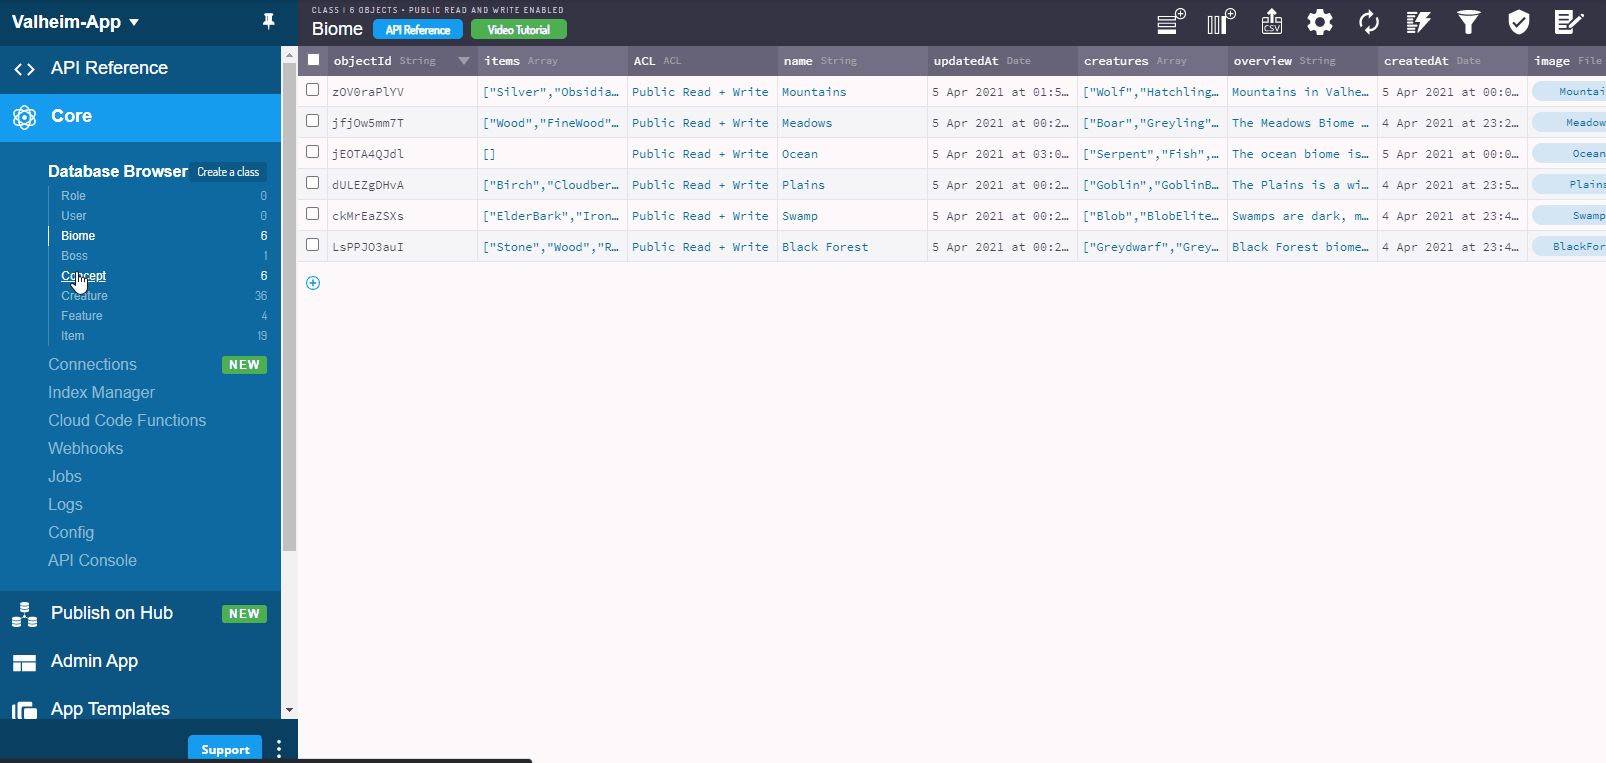 Valheim-App
API Reference
Core
Database Browser Create a class
Role 0
User 0
Biome 6
Boss 1
Concept 6
Creature 36
Feature 4
Item 19
Connections NEW
Index Manager
Cloud Code Functions
Webhooks
Jobs
Logs
Config
API Console
Publish on Hub NEW
Admin App
App Templates
Support
CLASS | 6 OBJECTS • PUBLIC READ AND WRITE ENABLED
Biome API Reference Video Tutorial
CSV
objectId String items Array ACL ACL name String updatedAt Date creatures Array overview String createdAt Date image File
zOV0raPlYV ["Silver","Obsidia… Public Read + Write Mountains 5 Apr 2021 at 01:5… ["Wolf","Hatchling… Mountains in Valhe… 5 Apr 2021 at 00:0… Mountai
jfjOw5mm7T ["Wood","FineWood"… Public Read + Write Meadows 5 Apr 2021 at 00:2… ["Boar","Greyling"… The Meadows Biome … 4 Apr 2021 at 23:2… Meadow
jEOTA4QJdl [] Public Read + Write Ocean 5 Apr 2021 at 03:0… ["Serpent","Fish",… The ocean biome is… 5 Apr 2021 at 00:0… Ocean
dULEZgDHvA ["Birch","Cloudber… Public Read + Write Plains 5 Apr 2021 at 00:2… ["Goblin","GoblinB… The Plains is a wi… 4 Apr 2021 at 23:5… Plains
ckMrEaZSXs ["ElderBark","Iron… Public Read + Write Swamp 5 Apr 2021 at 00:2… ["Blob","BlobElite… Swamps are dark, m… 4 Apr 2021 at 23:4… Swamp
LsPPJO3auI ["Stone","Wood","R… Public Read + Write Black Forest 5 Apr 2021 at 00:2… ["Greydwarf","Grey… Black Forest biome… 4 Apr 2021 at 23:4… BlackFor